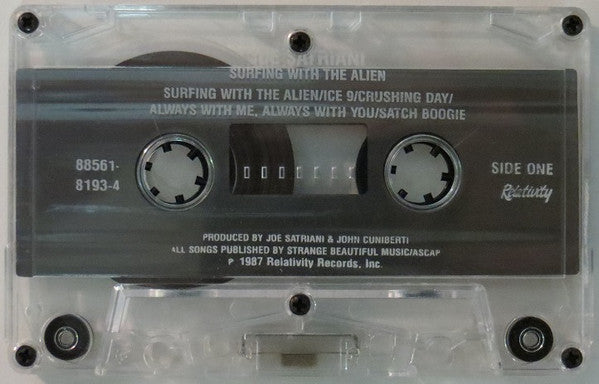 JOE SATRIANI
SURFING WITH THE ALIEN
SURFING WITH THE ALIEN/ICE 9/CRUSHING DAY/
ALWAYS WITH ME, ALWAYS WITH YOU/SATCH BOOGIE
88561-
8193-4
SIDE ONE
Relativity
PRODUCED BY JOE SATRIANI & JOHN CUNIBERTI
ALL SONGS PUBLISHED BY STRANGE BEAUTIFUL MUSIC/ASCAP
℗ 1987 Relativity Records, Inc.